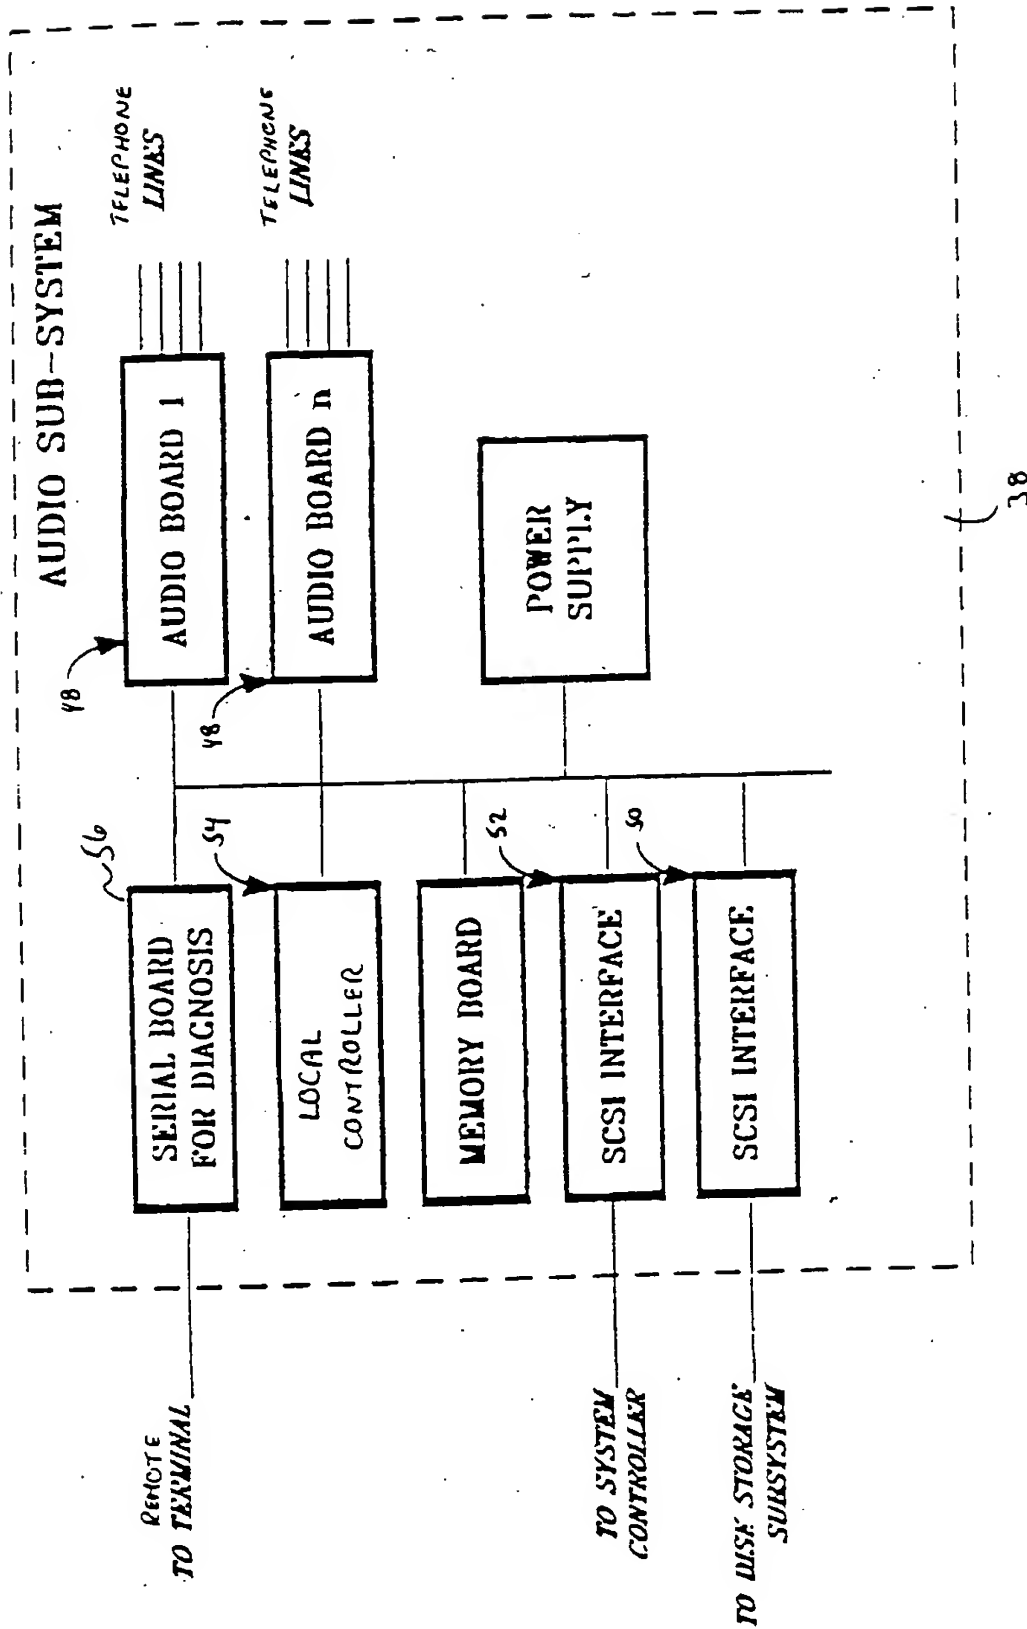 AUDIO SUB-SYSTEM
REMOTE
TO TERMINAL
56
SERIAL BOARD
FOR DIAGNOSIS
48
AUDIO BOARD 1
TELEPHONE
LINKS
54
LOCAL
CONTROLLER
48
AUDIO BOARD n
TELEPHONE
LINKS
MEMORY BOARD
POWER
SUPPLY
TO SYSTEM
CONTROLLER
52
SCSI INTERFACE
TO DISK STORAGE
SUBSYSTEM
50
SCSI INTERFACE
38